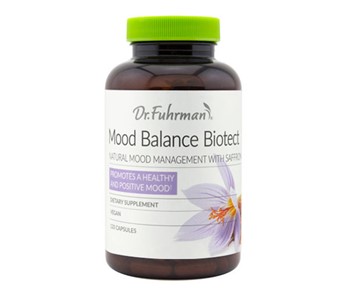 Dr.Fuhrman
Mood Balance Biotect
NATURAL MOOD MANAGEMENT WITH SAFFRON
PROMOTES A HEALTHY
AND POSITIVE MOOD†
DIETARY SUPPLEMENT
VEGAN
CAPSULES